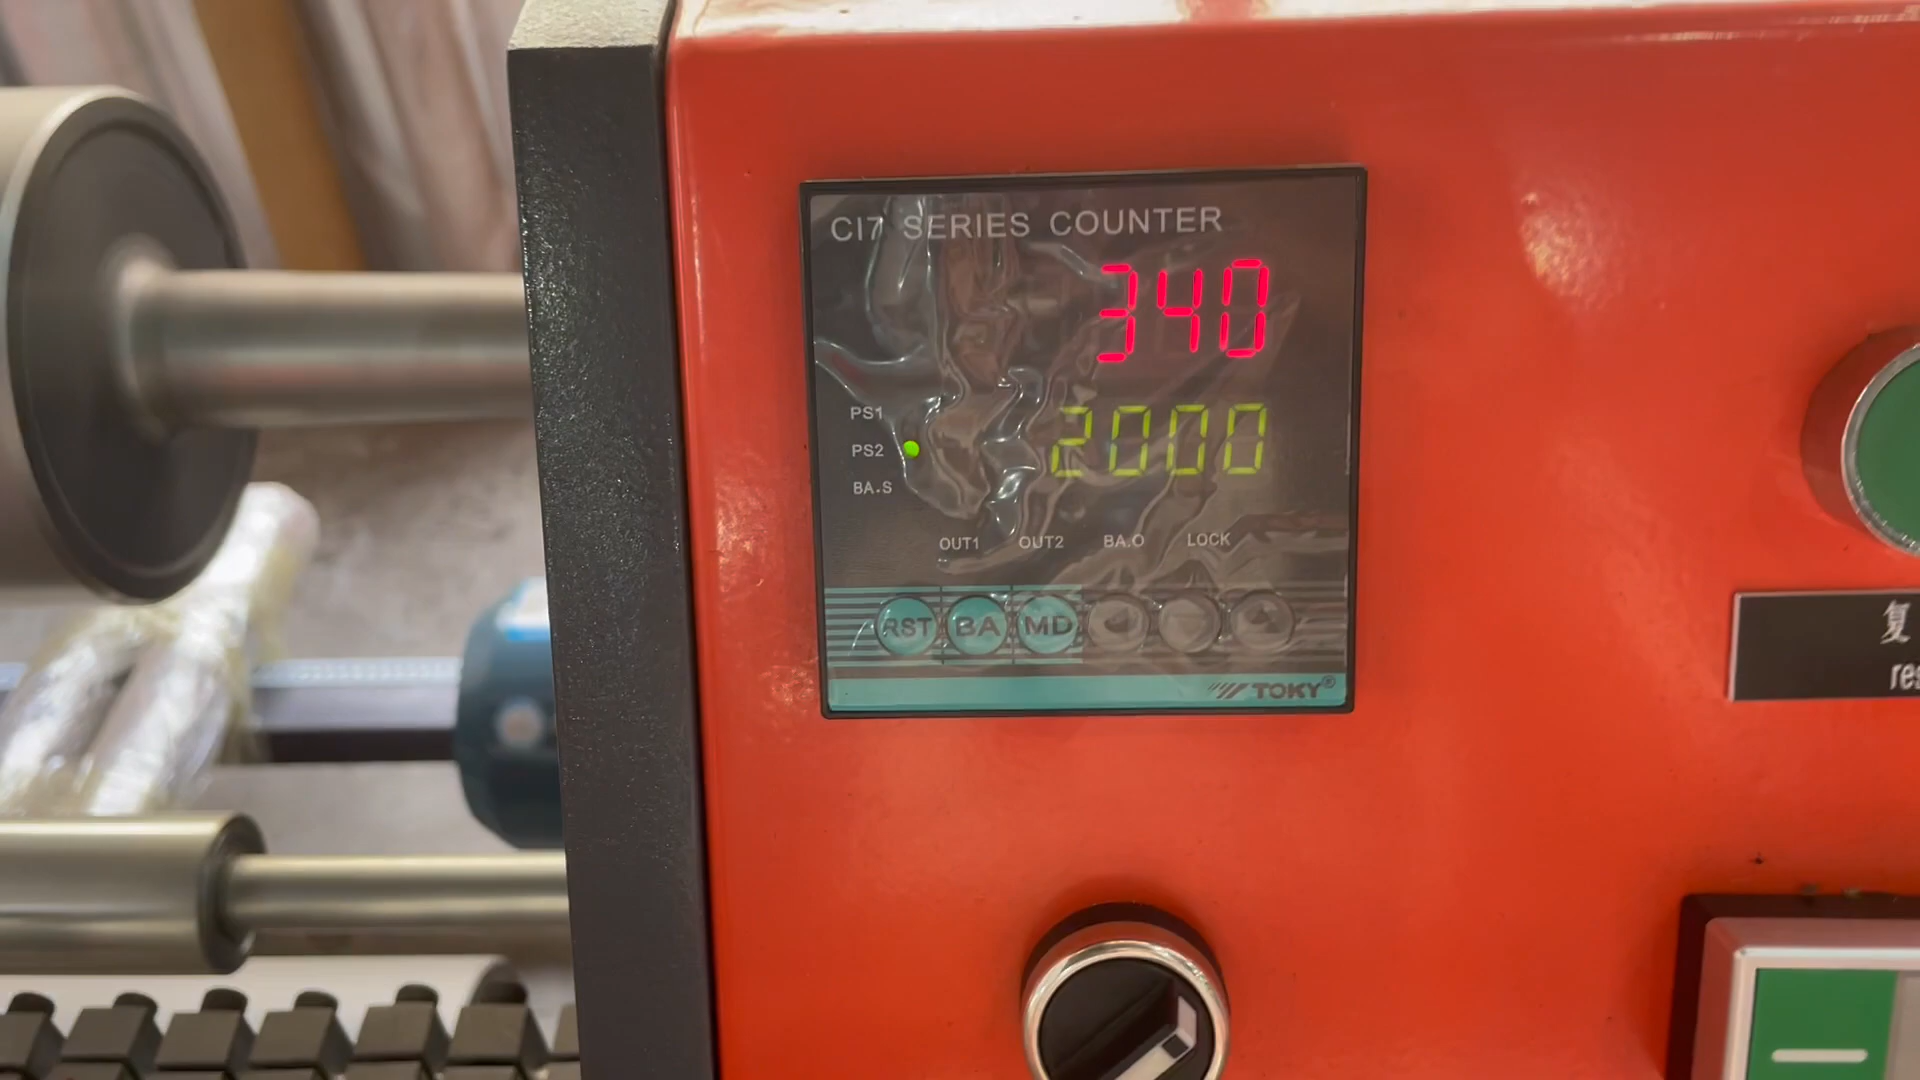 CI7 SERIES COUNTER
340
PS1
2000
PS2
BA.S
OUT1 OUT2 BA.O LOCK
RST BA MD
TOKY®
复
res